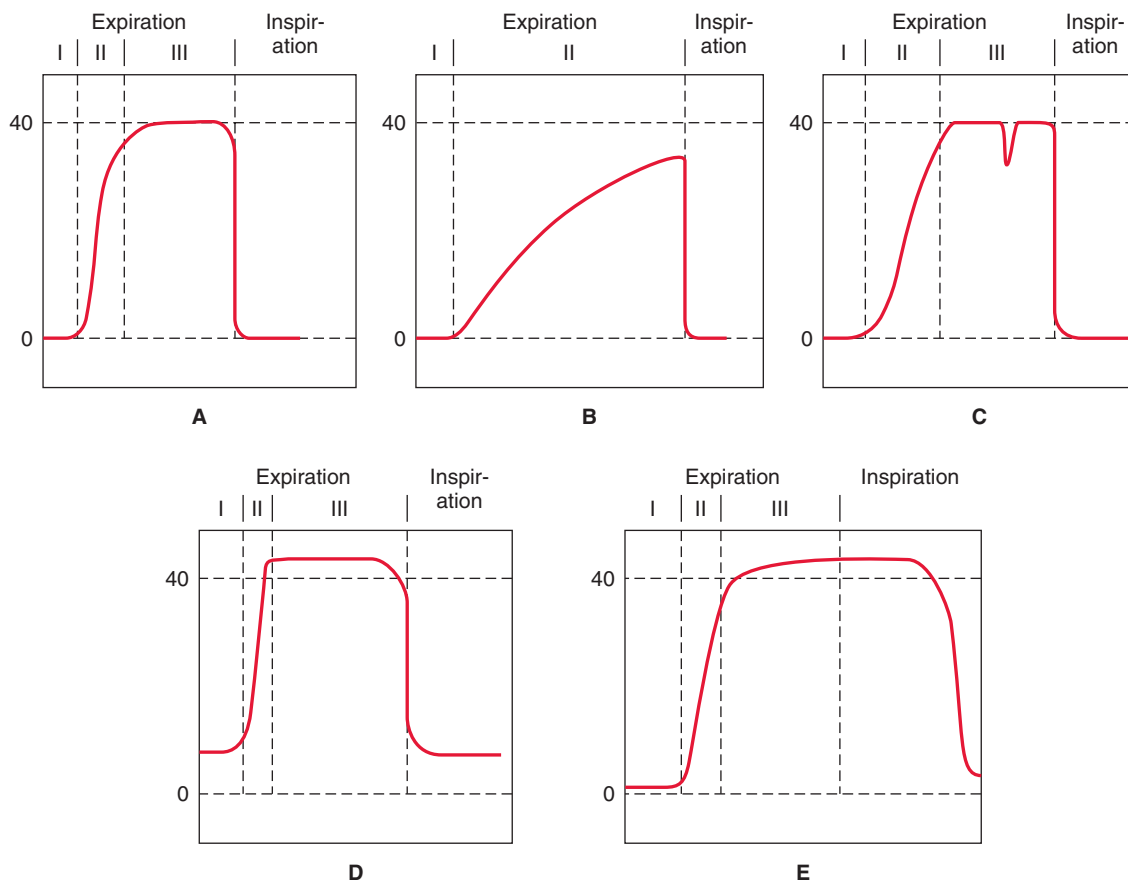 Expiration
Inspir-
ation
I II III
40
0
A
Expiration
Inspir-
ation
I II
40
0
B
Expiration
Inspir-
ation
I II III
40
0
C
Expiration
Inspir-
ation
I II III
40
0
D
Expiration Inspiration
I II III
40
0
E